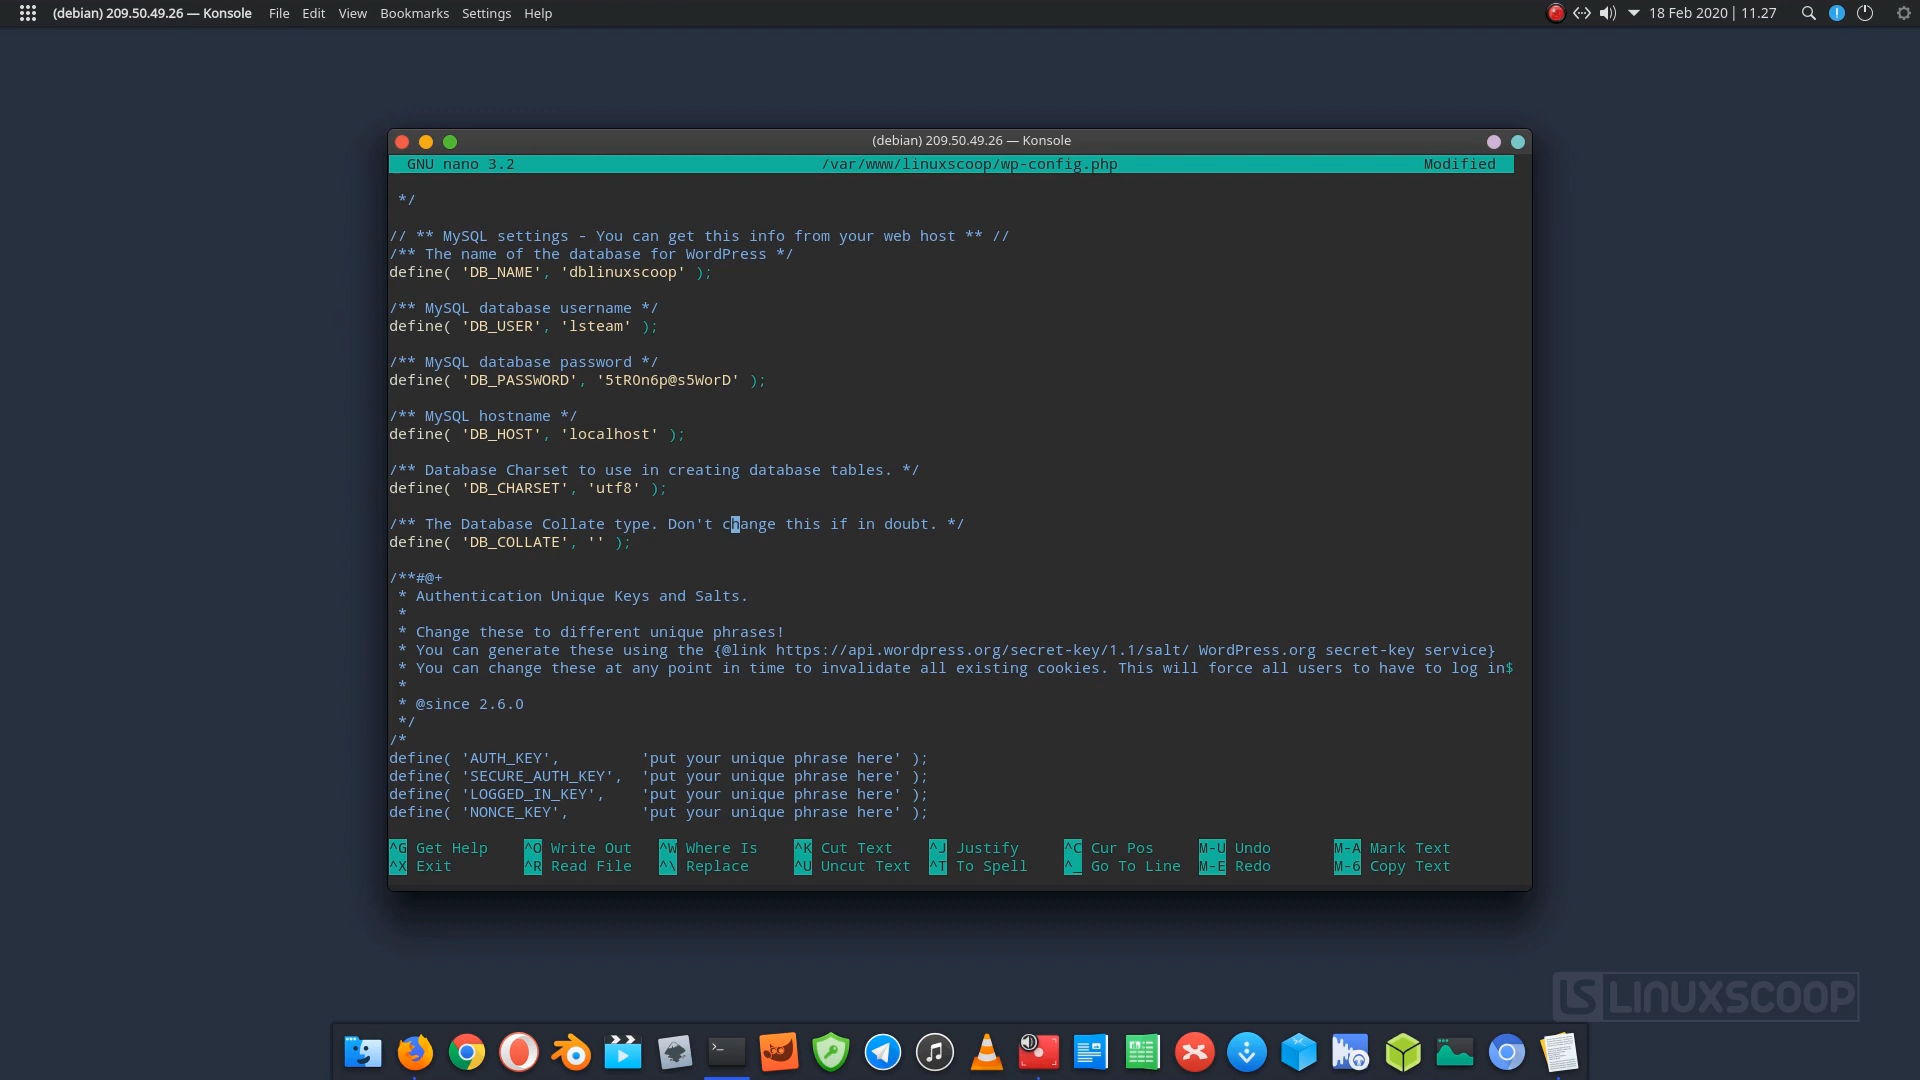 (debian) 209.50.49.26 — Konsole File Edit View Bookmarks Settings Help 18 Feb 2020 | 11.27
(debian) 209.50.49.26 — Konsole
GNU nano 3.2 /var/www/linuxscoop/wp-config.php Modified
*/
// ** MySQL settings - You can get this info from your web host ** //
/** The name of the database for WordPress */
define( 'DB_NAME', 'dblinuxscoop' );
/** MySQL database username */
define( 'DB_USER', 'lsteam' );
/** MySQL database password */
define( 'DB_PASSWORD', '5tR0n6p@s5WorD' );
/** MySQL hostname */
define( 'DB_HOST', 'localhost' );
/** Database Charset to use in creating database tables. */
define( 'DB_CHARSET', 'utf8' );
/** The Database Collate type. Don't change this if in doubt. */
define( 'DB_COLLATE', '' );
/**#@+
* Authentication Unique Keys and Salts.
*
* Change these to different unique phrases!
* You can generate these using the {@link https://api.wordpress.org/secret-key/1.1/salt/ WordPress.org secret-key service}
* You can change these at any point in time to invalidate all existing cookies. This will force all users to have to log in$
*
* @since 2.6.0
*/
/*
define( 'AUTH_KEY',         'put your unique phrase here' );
define( 'SECURE_AUTH_KEY',  'put your unique phrase here' );
define( 'LOGGED_IN_KEY',    'put your unique phrase here' );
define( 'NONCE_KEY',        'put your unique phrase here' );
^G Get Help ^O Write Out ^W Where Is ^K Cut Text ^J Justify ^C Cur Pos M-U Undo M-A Mark Text
^X Exit ^R Read File ^\ Replace ^U Uncut Text ^T To Spell ^_ Go To Line M-E Redo M-6 Copy Text
LS LINUXSCOOP